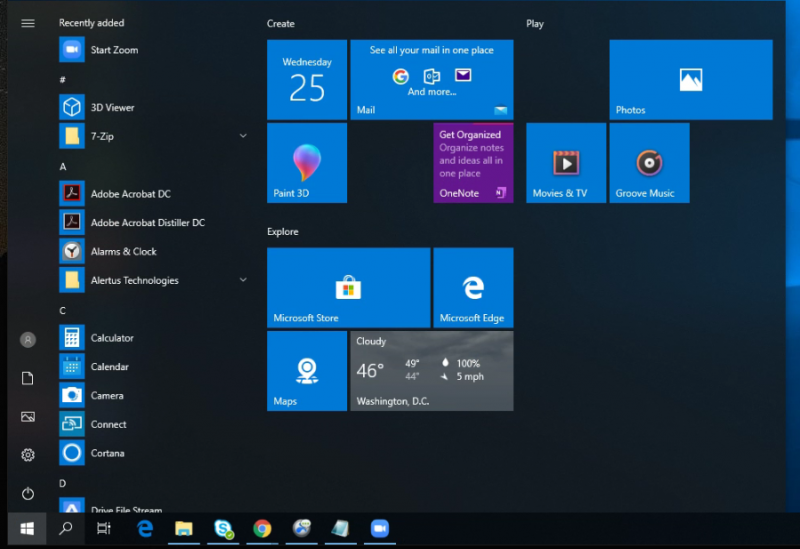 Recently added
Start Zoom
#
3D Viewer
7-Zip
A
Adobe Acrobat DC
Adobe Acrobat Distiller DC
Alarms & Clock
Alertus Technologies
C
Calculator
Calendar
Camera
Connect
Cortana
D
Drive File Stream
Create
Wednesday
25
See all your mail in one place
And more...
Mail
Paint 3D
Get Organized
Organize notes
and ideas all in
one place
OneNote
Explore
Microsoft Store
Microsoft Edge
Maps
Cloudy
46° 49° 100%
44° 5 mph
Washington, D.C.
Play
Photos
Movies & TV
Groove Music